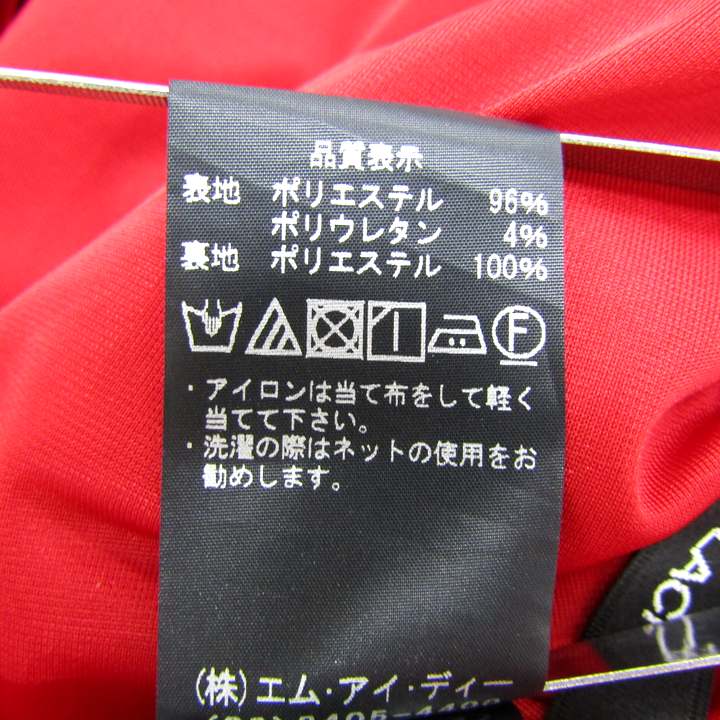 品質表示
表地 ポリエステル 96%
ポリウレタン 4%
裏地 ポリエステル 100%
F
・アイロンは当て布をして軽く
当てて下さい。
・洗濯の際はネットの使用をお
勧めします。
(株)エム・アイ・ディー